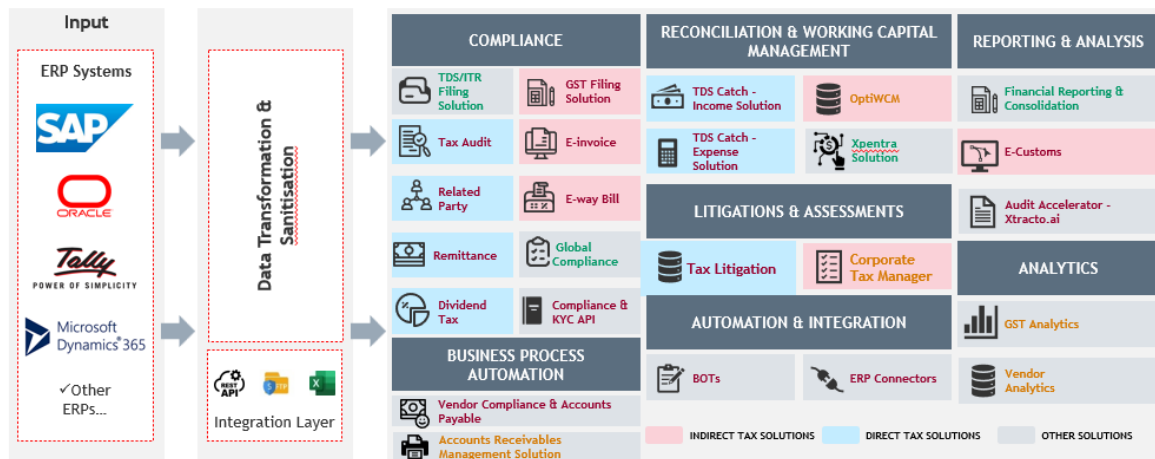 Input
ERP Systems
SAP
ORACLE
Tally
POWER OF SIMPLICITY
Microsoft
Dynamics 365
✓Other
ERPs...
Data Transformation &
Sanitisation
REST
API
FTP
X
Integration Layer
COMPLIANCE
TDS/ITR
Filing
Solution
GST Filing
Solution
Tax Audit
E-invoice
Related
Party
E-way Bill
Remittance
Global
Compliance
Dividend
Tax
Compliance &
KYC API
BUSINESS PROCESS
AUTOMATION
Vendor Compliance & Accounts
Payable
Accounts Receivables
Management Solution
RECONCILIATION & WORKING CAPITAL
MANAGEMENT
TDS Catch -
Income Solution
OptiWCM
TDS Catch -
Expense
Solution
Xpentra
Solution
LITIGATIONS & ASSESSMENTS
Tax Litigation
Corporate
Tax Manager
AUTOMATION & INTEGRATION
BOTs
ERP Connectors
REPORTING & ANALYSIS
Financial Reporting &
Consolidation
E-Customs
Audit Accelerator -
Xtracto.ai
ANALYTICS
GST Analytics
Vendor
Analytics
INDIRECT TAX SOLUTIONS
DIRECT TAX SOLUTIONS
OTHER SOLUTIONS